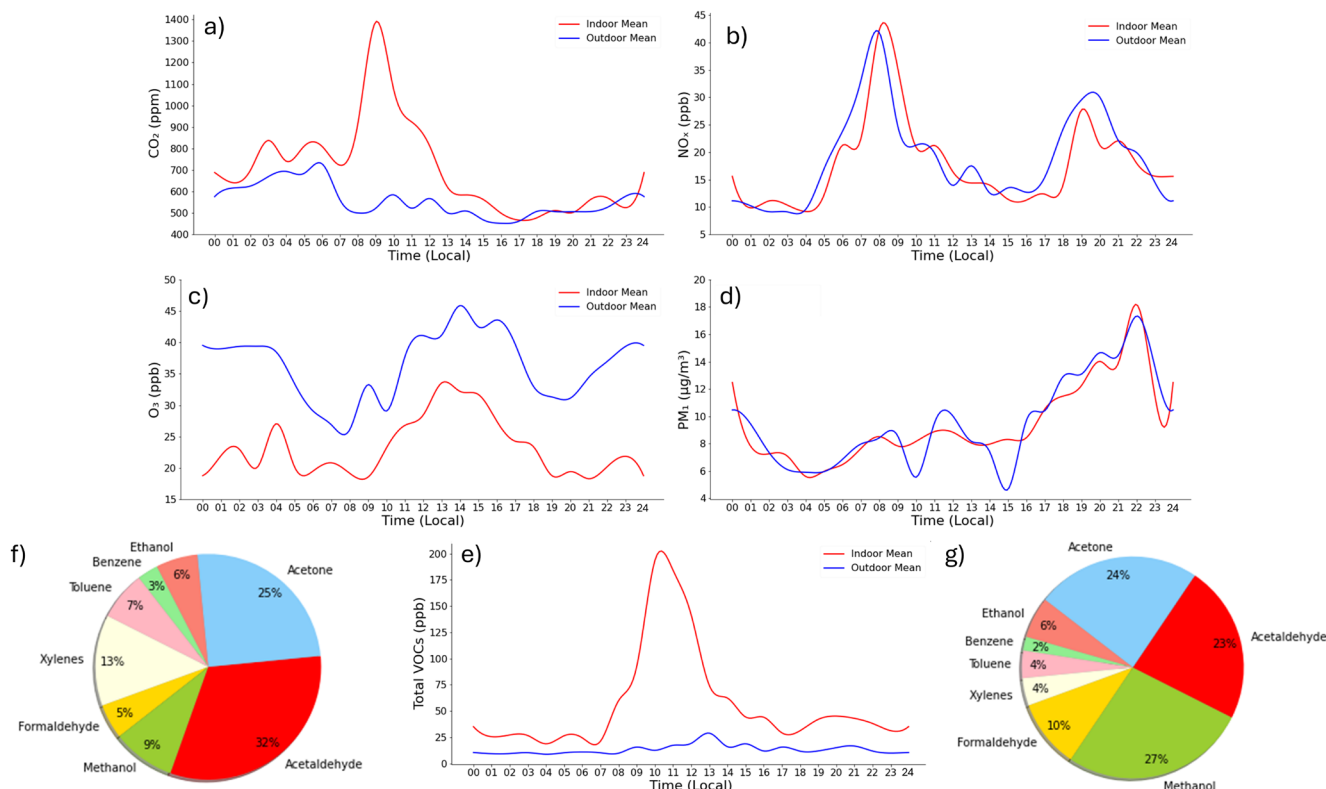 a)
CO₂ (ppm)
1400
1300
1200
1100
1000
900
800
700
600
500
400
00 01 02 03 04 05 06 07 08 09 10 11 12 13 14 15 16 17 18 19 20 21 22 23 24
Time (Local)
Indoor Mean
Outdoor Mean
b)
NOₓ (ppb)
45
40
35
30
25
20
15
10
5
00 01 02 03 04 05 06 07 08 09 10 11 12 13 14 15 16 17 18 19 20 21 22 23 24
Time (Local)
Indoor Mean
Outdoor Mean
c)
O₃ (ppb)
50
45
40
35
30
25
20
15
00 01 02 03 04 05 06 07 08 09 10 11 12 13 14 15 16 17 18 19 20 21 22 23 24
Time (Local)
Indoor Mean
Outdoor Mean
d)
PM₁ (μg/m³)
20
18
16
14
12
10
8
6
4
00 01 02 03 04 05 06 07 08 09 10 11 12 13 14 15 16 17 18 19 20 21 22 23 24
Time (Local)
f)
Ethanol
6%
Benzene
3%
Toluene
7%
Xylenes
13%
Formaldehyde
5%
Methanol
9%
Acetaldehyde
32%
Acetone
25%
e)
Total VOCs (ppb)
200
175
150
125
100
75
50
25
0
00 01 02 03 04 05 06 07 08 09 10 11 12 13 14 15 16 17 18 19 20 21 22 23 24
Time (Local)
Indoor Mean
Outdoor Mean
g)
Acetone
24%
Ethanol
6%
Benzene
2%
Toluene
4%
Xylenes
4%
Formaldehyde
10%
Methanol
27%
Acetaldehyde
23%